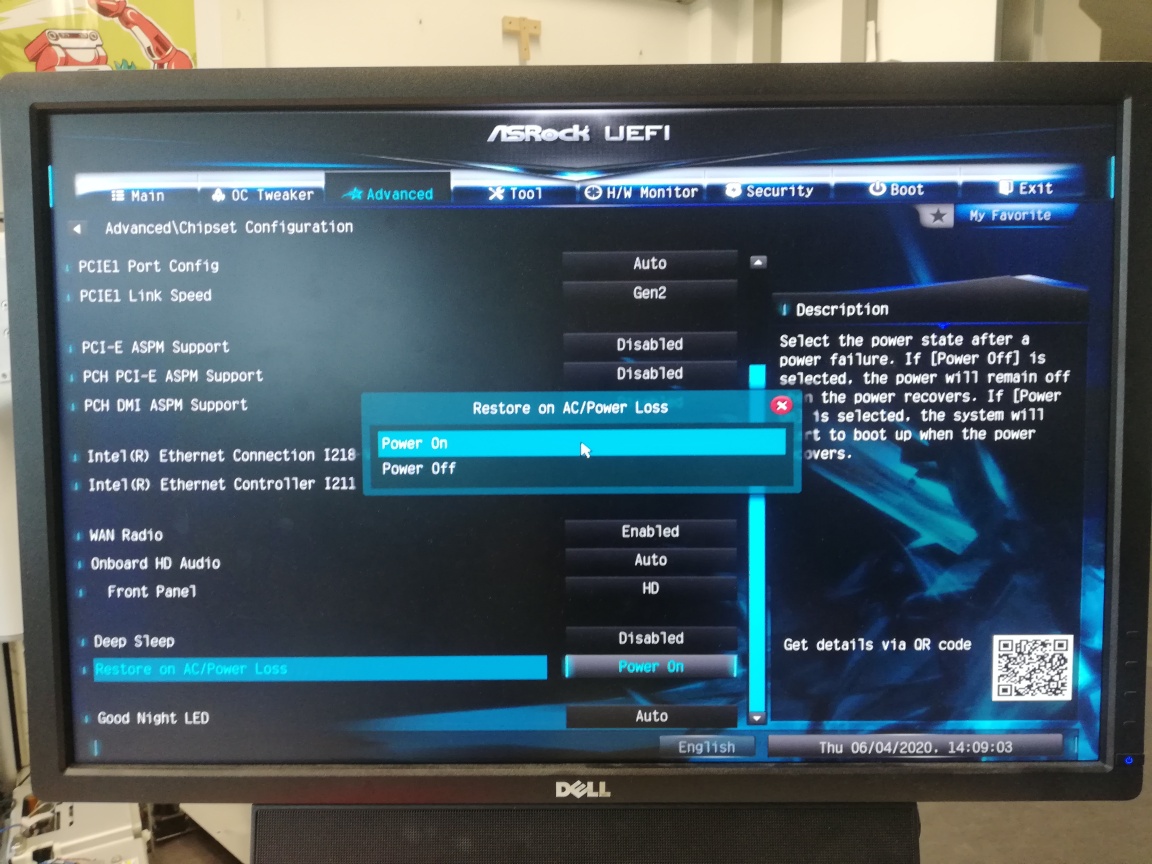 ASRock UEFI
Main
OC Tweaker
Advanced
Tool
H/W Monitor
Security
Boot
Exit
My Favorite
Advanced\Chipset Configuration
PCIE1 Port Config Auto
PCIE1 Link Speed Gen2
PCI-E ASPM Support Disabled
PCH PCI-E ASPM Support Disabled
PCH DMI ASPM Support
Intel(R) Ethernet Connection I218
Intel(R) Ethernet Controller I211
WAN Radio Enabled
Onboard HD Audio Auto
Front Panel HD
Deep Sleep Disabled
Restore on AC/Power Loss Power On
Good Night LED Auto
Restore on AC/Power Loss
Power On
Power Off
Description
Select the power state after a
power failure. If [Power Off] is
selected, the power will remain off
the power recovers. If [Power
is selected, the system will
to boot up when the power
Get details via QR code
English
Thu 06/04/2020. 14:09:03
DELL